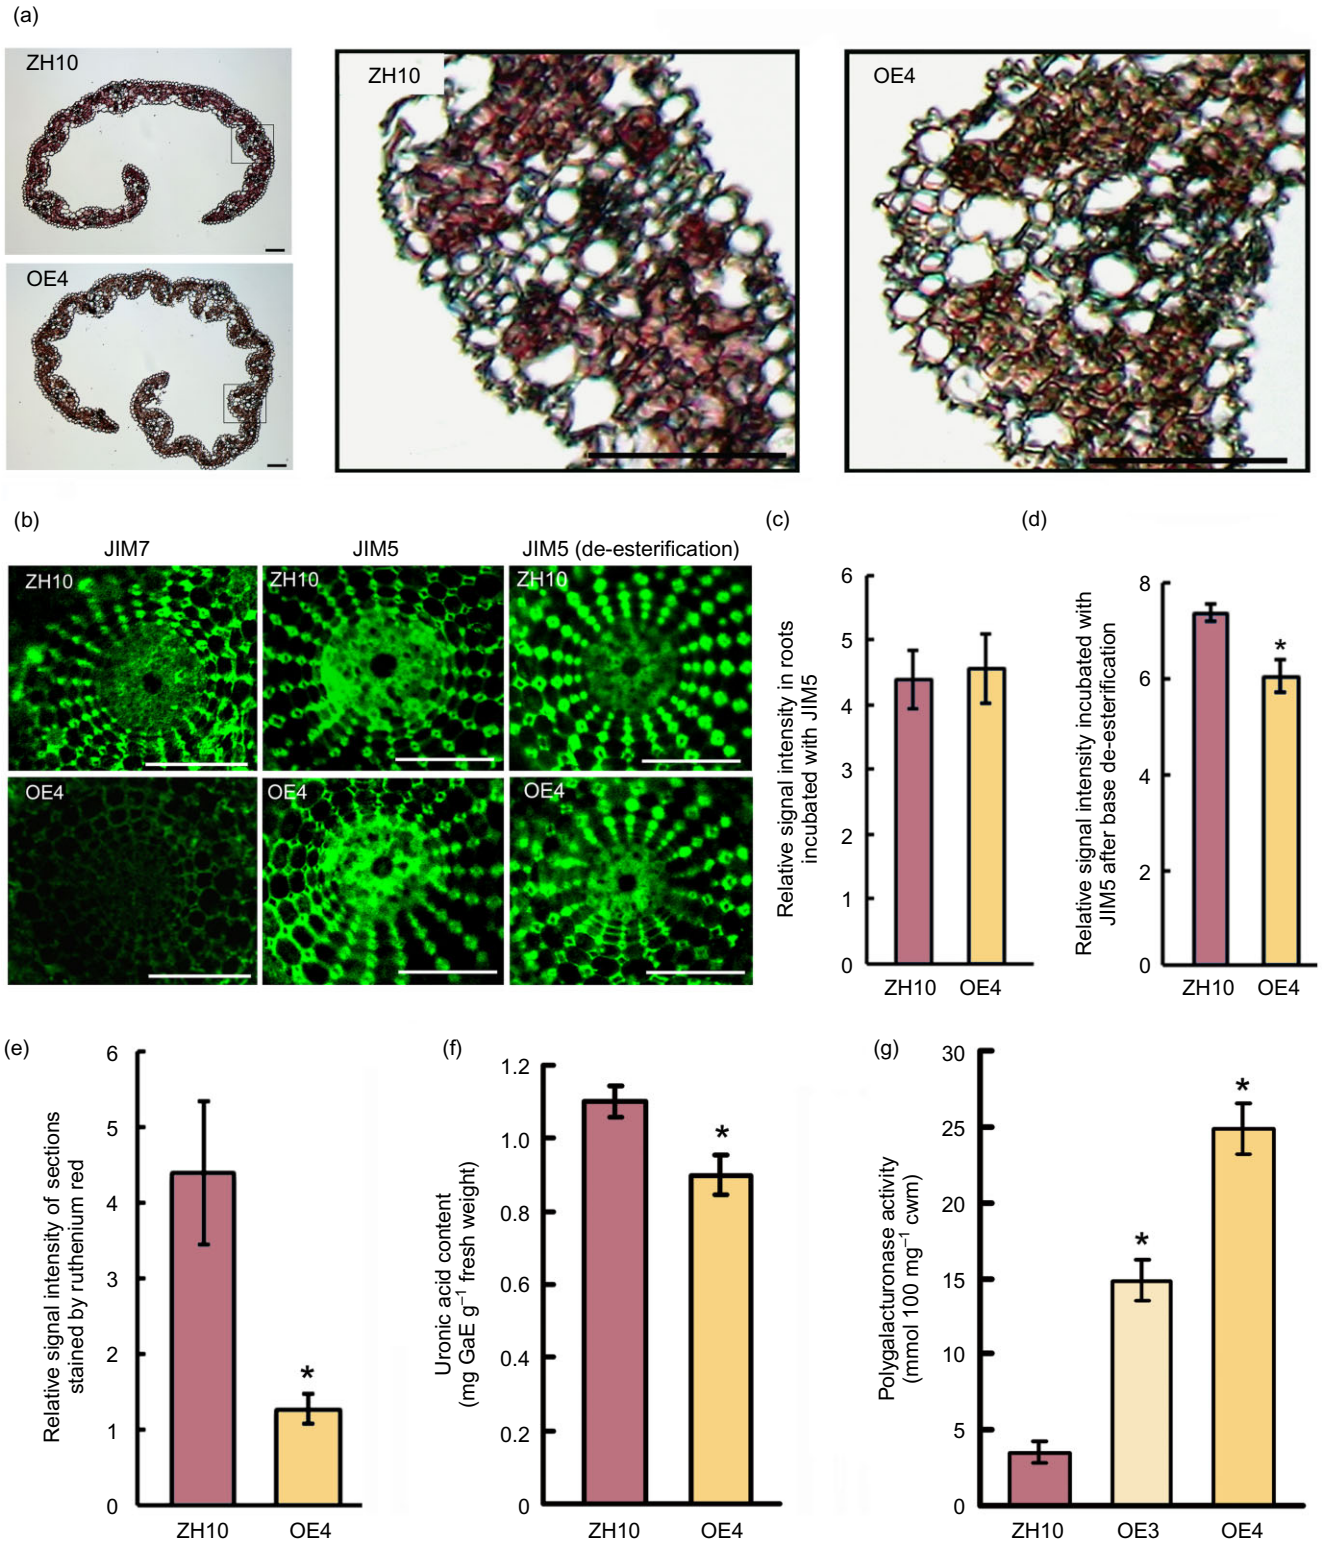 (a)
ZH10
ZH10
OE4
OE4
(b)
(c)
(d)
JIM7
JIM5
JIM5 (de-esterification)
ZH10
ZH10
ZH10
OE4
OE4
OE4
Relative signal intensity in roots
incubated with JIM5
6
5
4
3
2
1
0
ZH10
OE4
Relative signal intensity incubated with
JIM5 after base de-esterification
8
6
4
2
0
*
ZH10
OE4
(e)
Relative signal intensity of sections
stained by ruthenium red
6
5
4
3
2
1
0
*
ZH10
OE4
(f)
Uronic acid content
(mg GaE g⁻¹ fresh weight)
1.2
1.0
0.8
0.6
0.4
0.2
0
*
ZH10
OE4
(g)
Polygalacturonase activity
(mmol 100 mg⁻¹ cwm)
30
25
20
15
10
5
0
*
*
ZH10
OE3
OE4